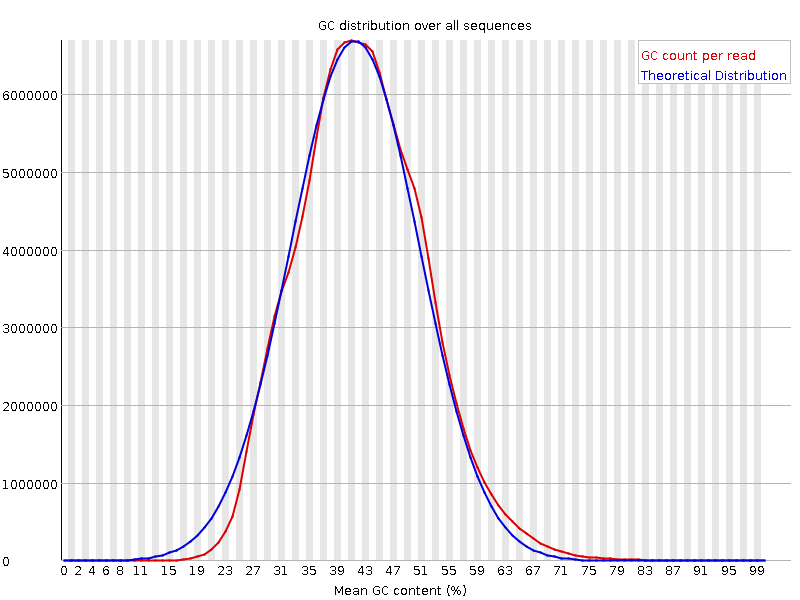 GC distribution over all sequences
GC count per read
Theoretical Distribution
6000000
5000000
4000000
3000000
2000000
1000000
0
0 2 4 6 8 11 15 19 23 27 31 35 39 43 47 51 55 59 63 67 71 75 79 83 87 91 95 99
Mean GC content (%)